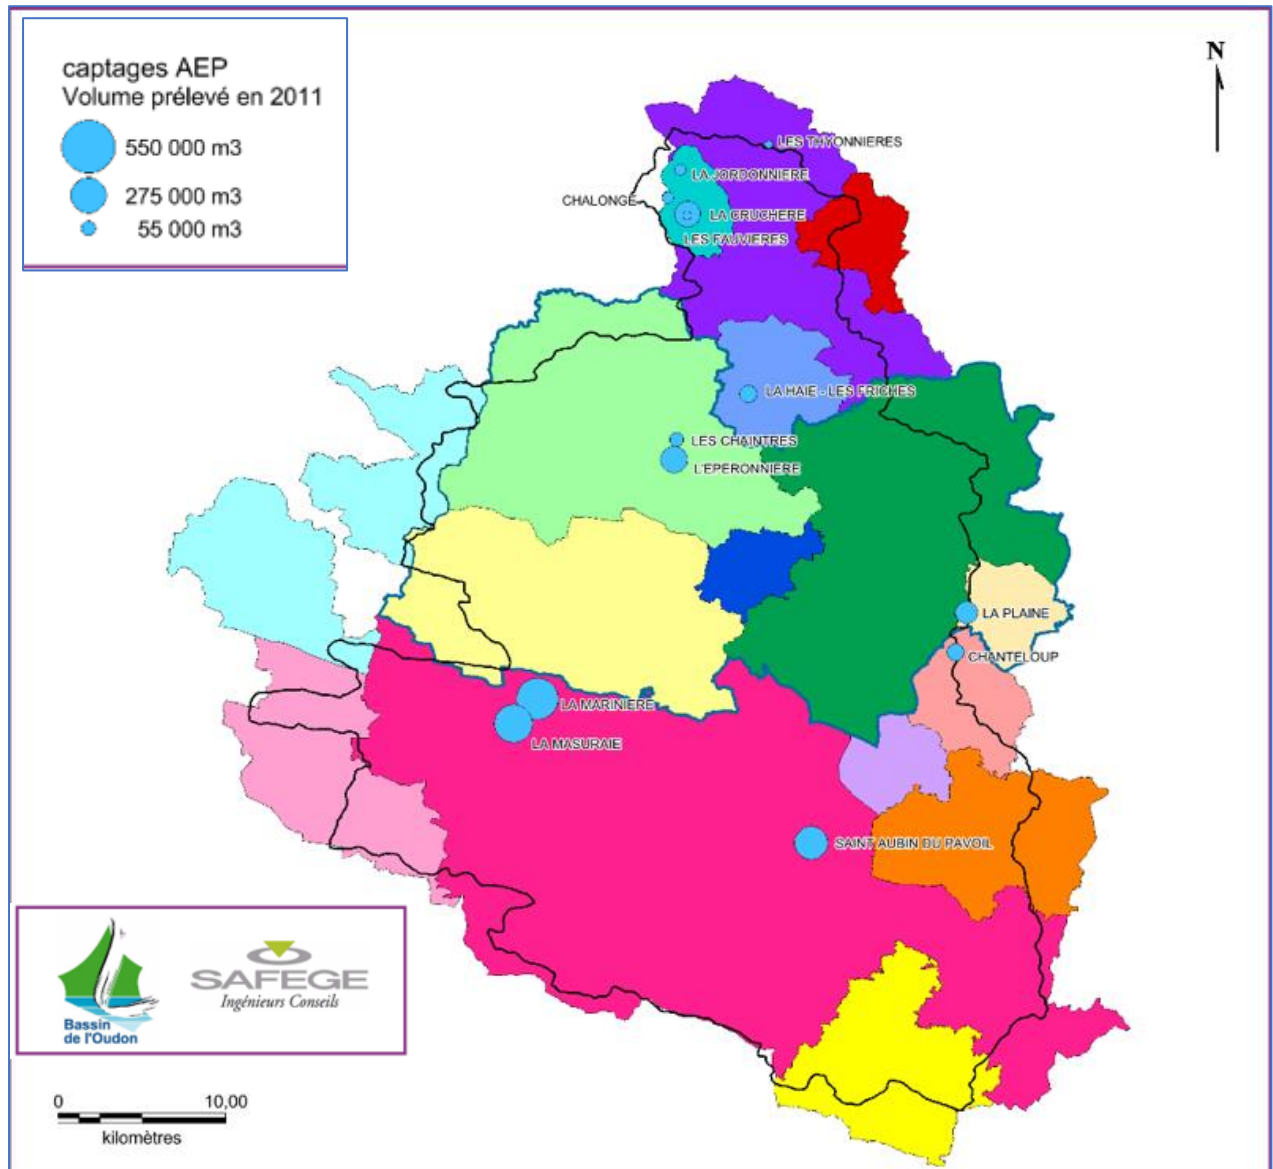 captages AEP
Volume prélevé en 2011
550 000 m3
275 000 m3
55 000 m3
N
LES THYONNIERES
LA JORDONNIERE
CHALONGE
LA CRUCHERE
LES FAUVIERES
LA HAIE - LES FRICHES
LES CHAINTRES
L'EPERONNIERE
LA PLAINE
CHANTELOUP
LA MARINIERE
LA MASURAIE
SAINT AUBIN DU PAVOIL
Bassin
de l'Oudon
SAFEGE
Ingénieurs Conseils
0 10,00
kilomètres